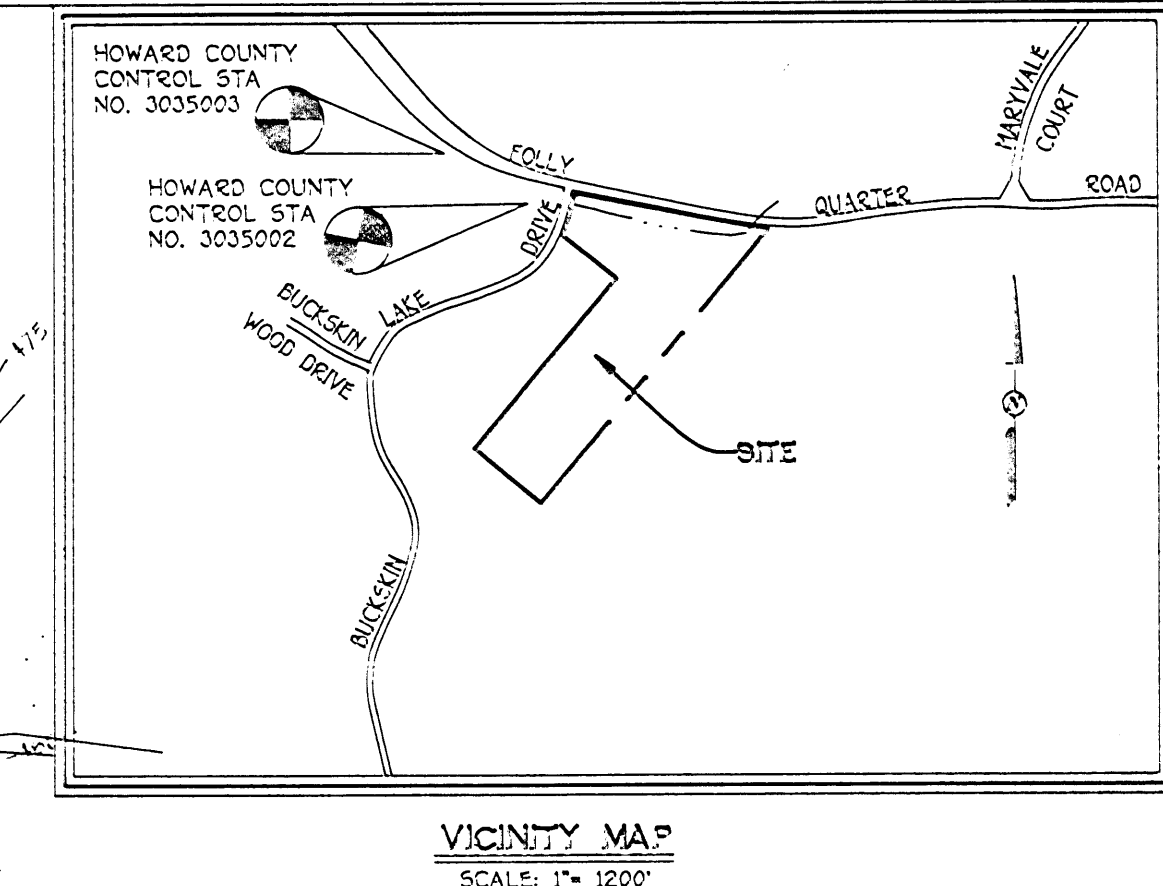 HOWARD COUNTY
CONTROL STA
NO. 3035003
HOWARD COUNTY
CONTROL STA
NO. 3035002
FOLLY
QUARTER
ROAD
MARYVALE
COURT
DRIVE
LAKE
BUCKSKIN
BUCKSKIN
WOOD DRIVE
SITE
475
VICINITY MAP
SCALE: 1"= 1200'